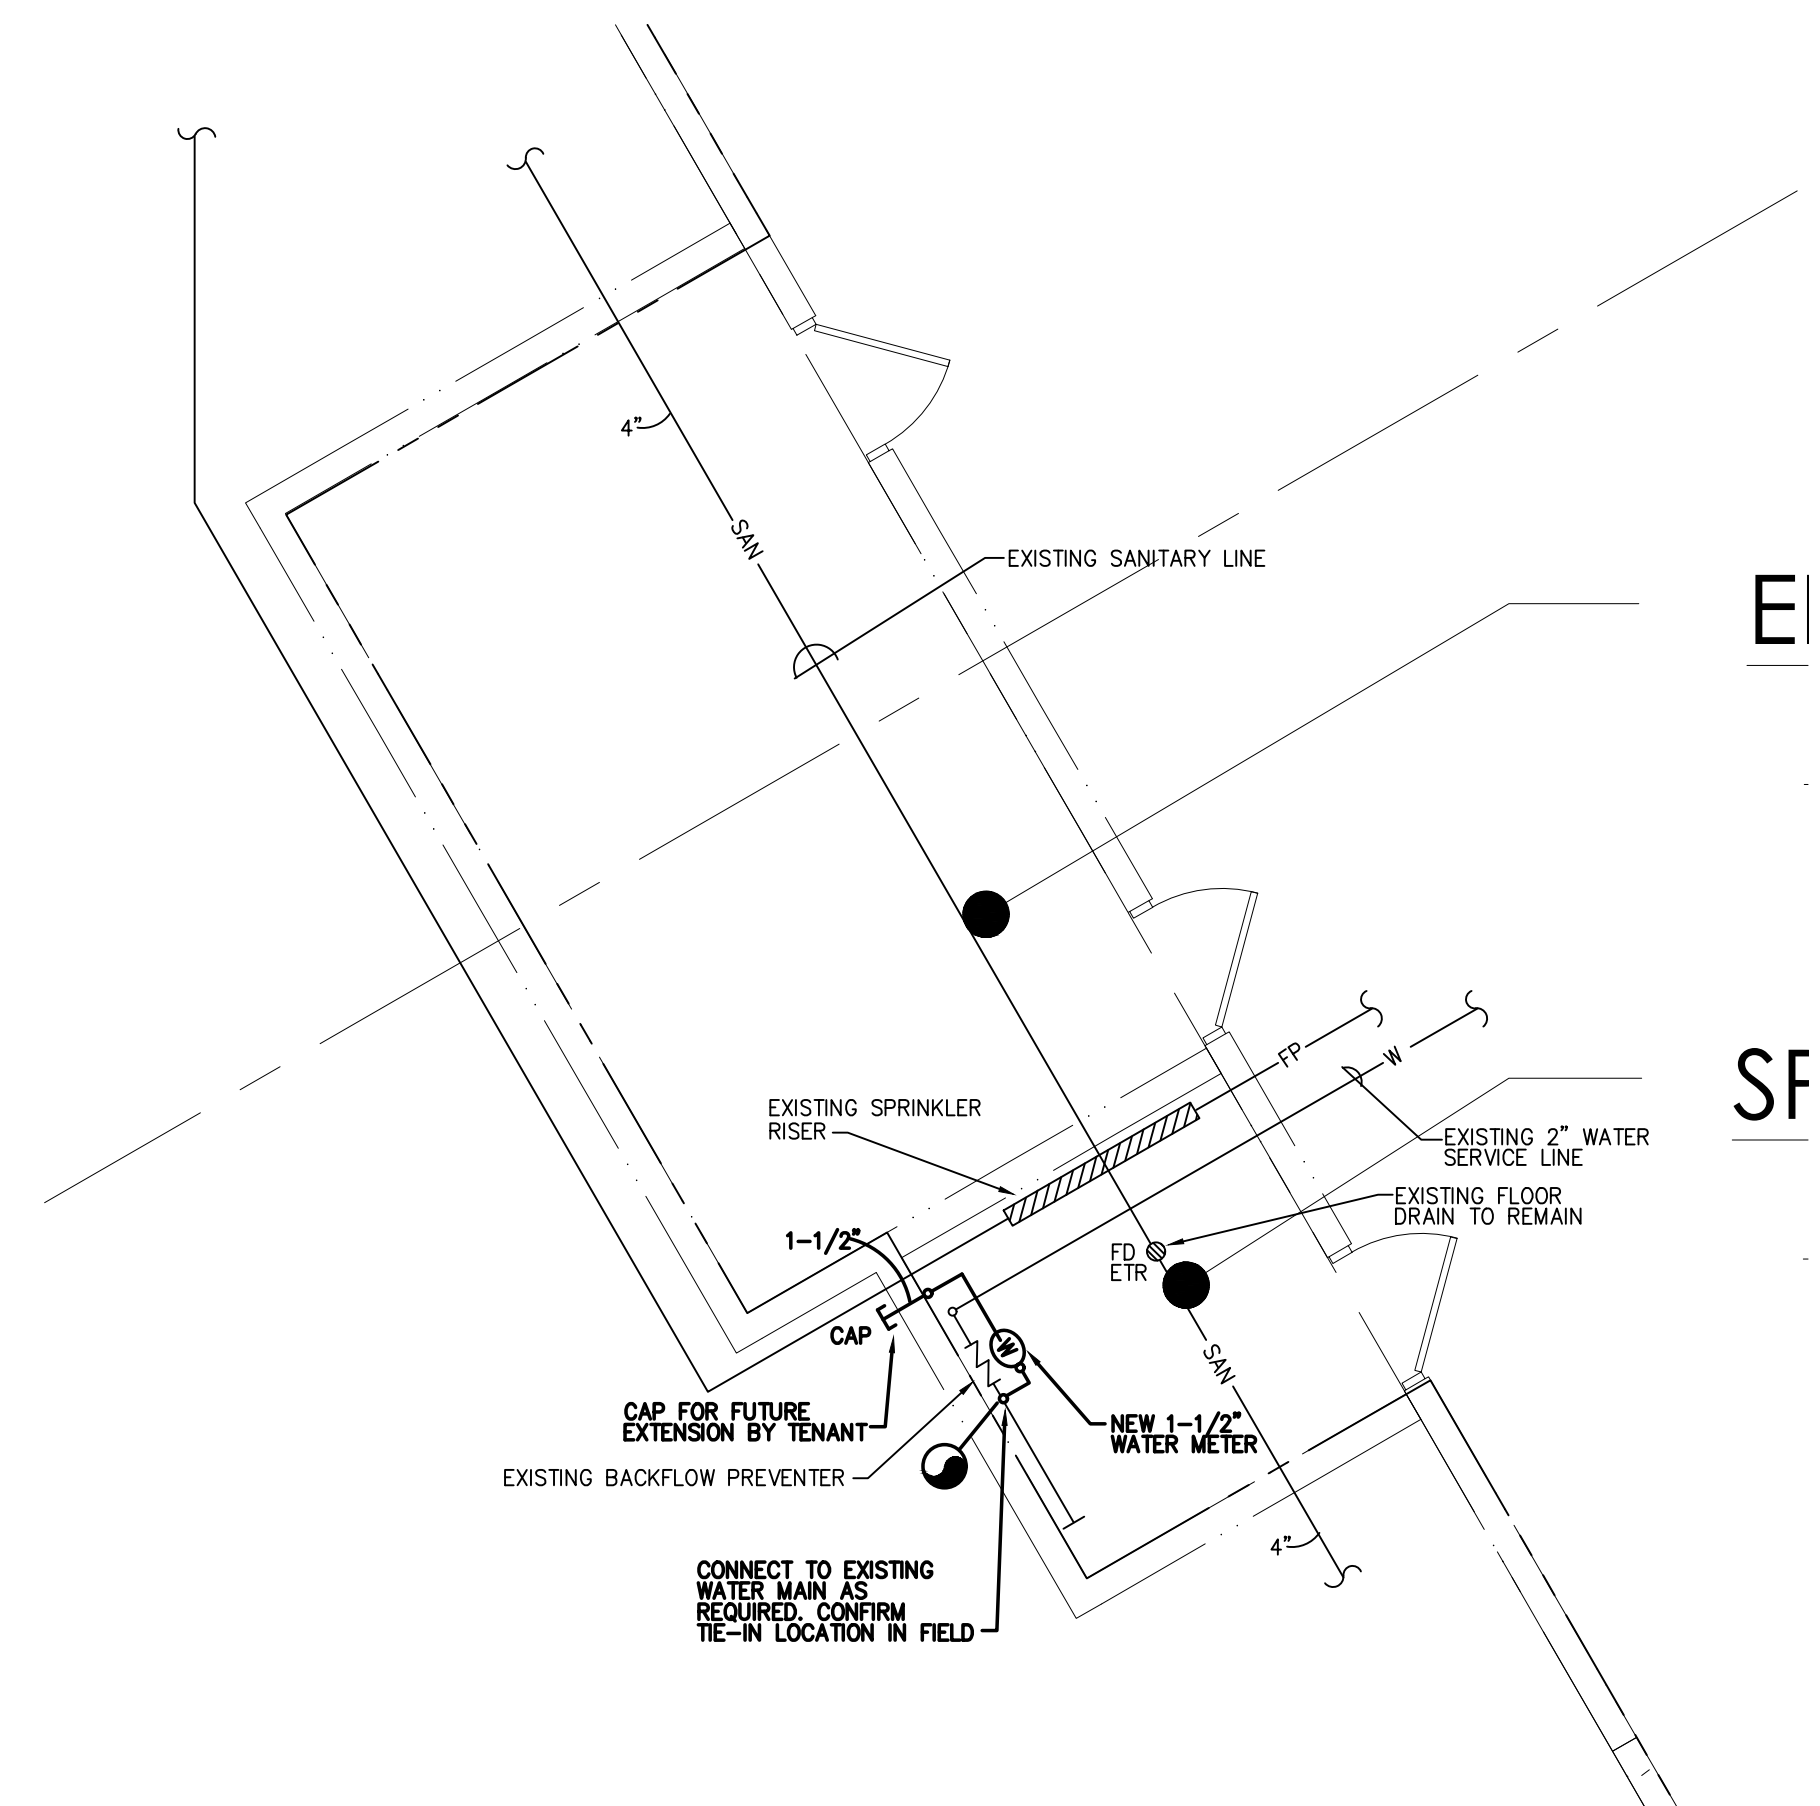 4"
SAN
EXISTING SANITARY LINE
FP
W
EXISTING SPRINKLER
RISER
EXISTING 2" WATER
SERVICE LINE
EXISTING FLOOR
DRAIN TO REMAIN
1-1/2"
FD
ETR
CAP
W
SAN
CAP FOR FUTURE
EXTENSION BY TENANT
NEW 1-1/2"
WATER METER
EXISTING BACKFLOW PREVENTER
4"
CONNECT TO EXISTING
WATER MAIN AS
REQUIRED. CONFIRM
TIE-IN LOCATION IN FIELD